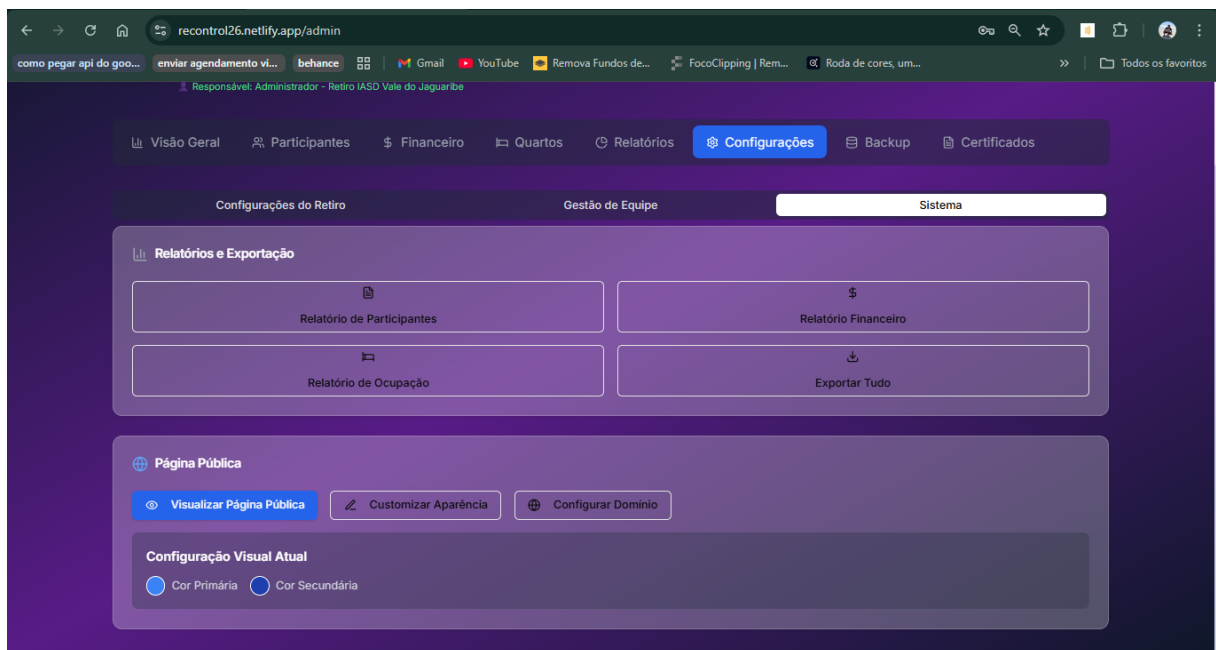 recontrol26.netlify.app/admin
como pegar api do goo... enviar agendamento vi... behance Gmail YouTube Remova Fundos de... FocoClipping | Rem... Roda de cores, um... » Todos os favoritos
Responsável: Administrador - Retiro IASD Vale do Jaguaribe
Visão Geral Participantes Financeiro Quartos Relatórios Configurações Backup Certificados
Configurações do Retiro Gestão de Equipe Sistema
Relatórios e Exportação
Relatório de Participantes Relatório Financeiro
Relatório de Ocupação Exportar Tudo
Página Pública
Visualizar Página Pública Customizar Aparência Configurar Domínio
Configuração Visual Atual
Cor Primária Cor Secundária